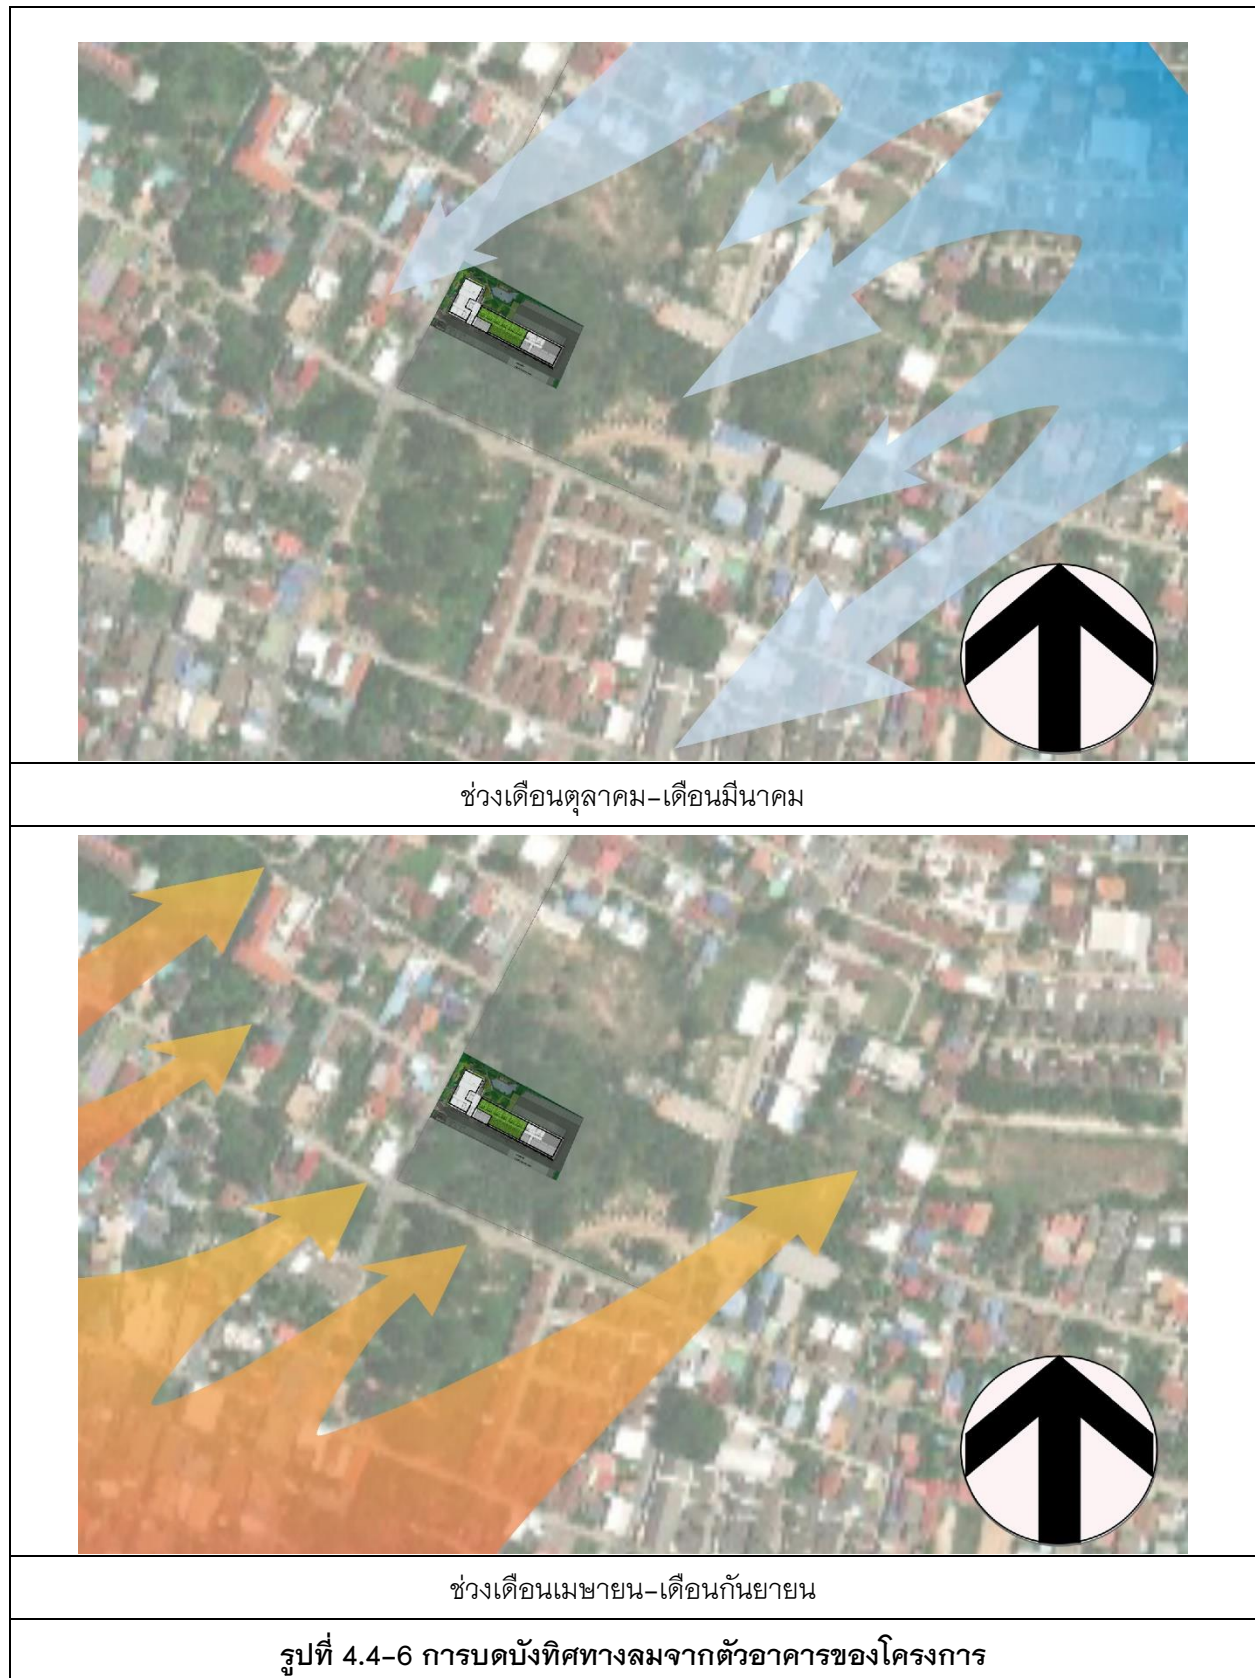 ช่วงเดือนตุลาคม-เดือนมีนาคม
ช่วงเดือนเมษายน-เดือนกันยายน
รูปที่ 4.4-6 การบดบังทิศทางลมจากตัวอาคารของโครงการ